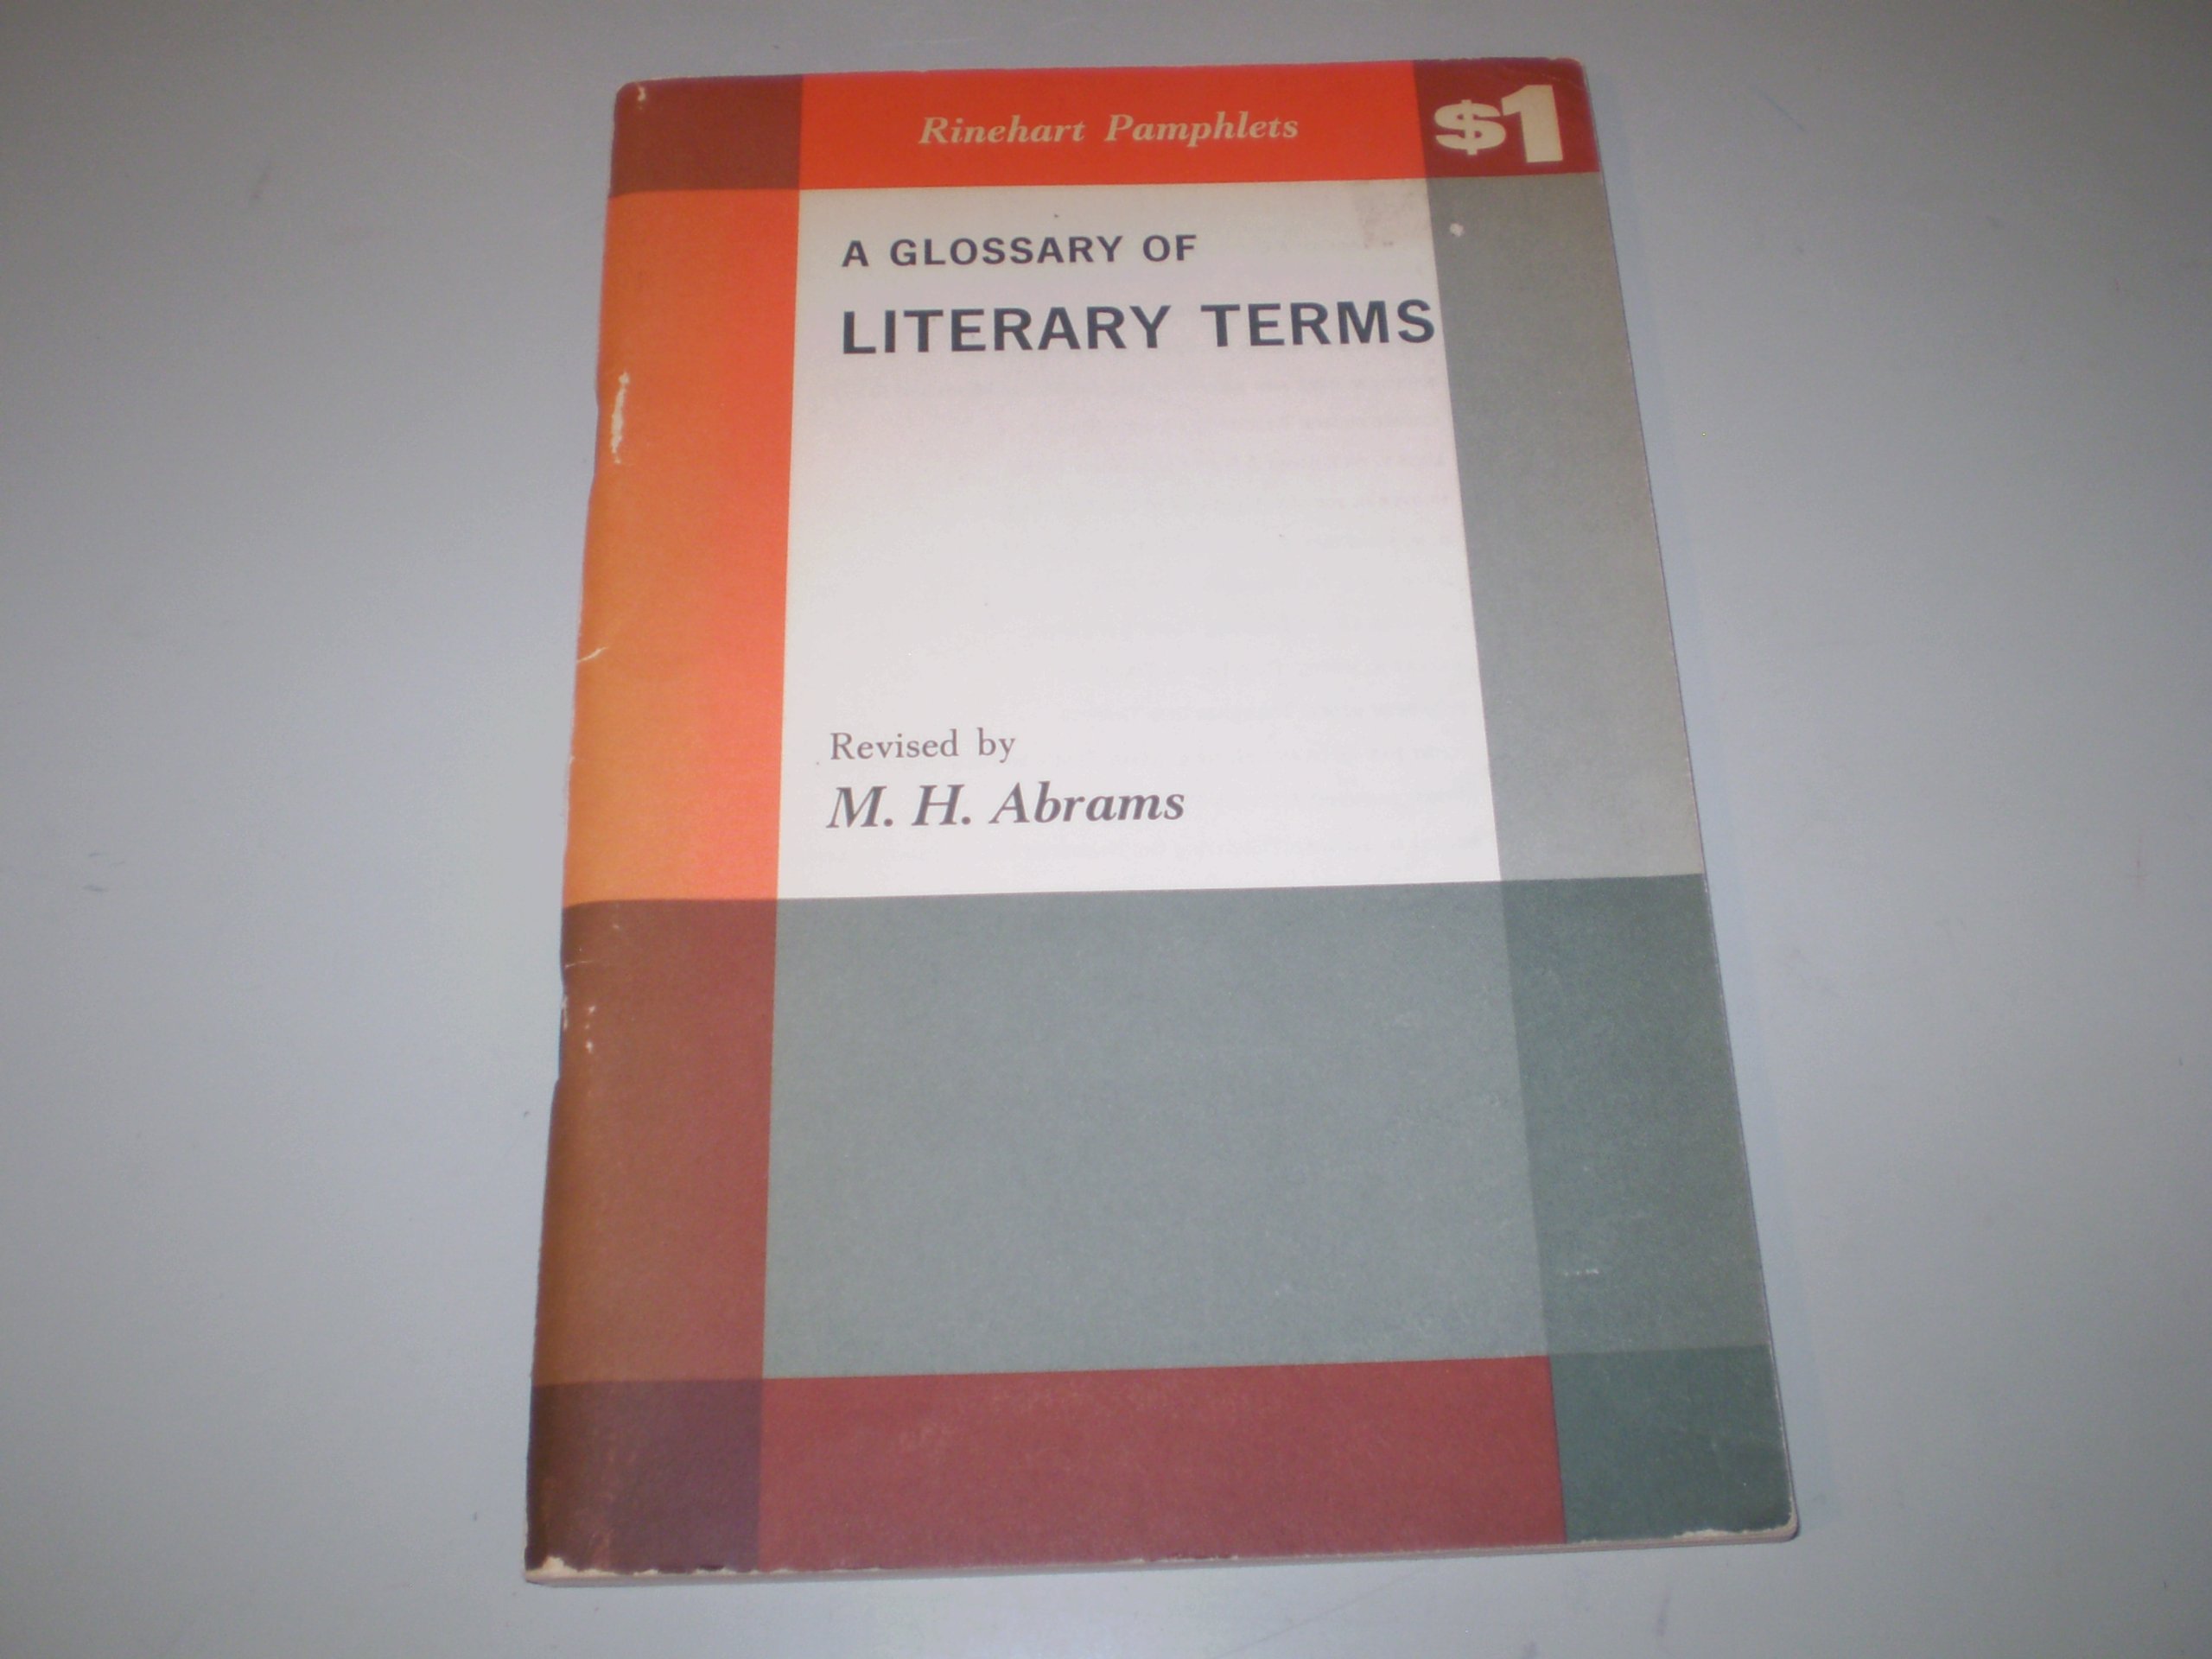 Rinehart Pamphlets
$1
A GLOSSARY OF
LITERARY TERMS
Revised by
M. H. Abrams